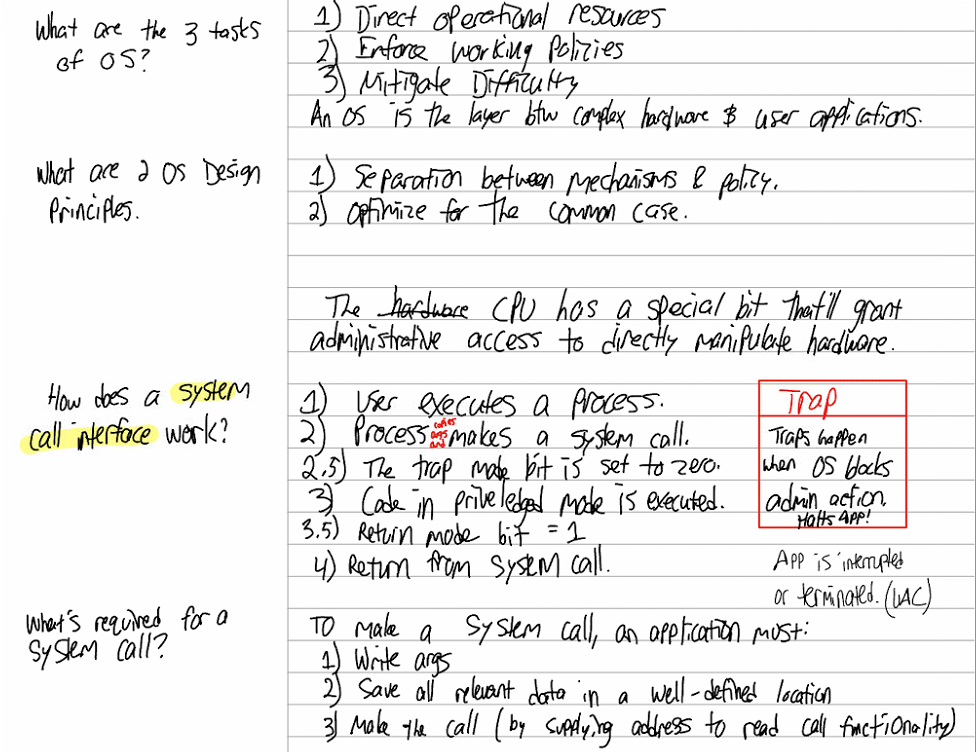 What are the 3 tasks
of OS?
1) Direct operational resources
2) Enforce working Policies
3) Mitigate Difficulty
An OS is the layer btw complex hardware & user applications.
What are 2 OS Design
Principles.
1) Separation between Mechanisms & policy.
2) optimize for the common case.
The hardware CPU has a special bit that'll grant
administrative access to directly manipulate hardware.
How does a system
call interface work?
1) User executes a Process.
2) Process copies args and makes a system call.
2.5) The trap mode bit is set to zero.
3) Code in priveledged mode is executed.
3.5) Return mode bit = 1
4) Return from system call.
Trap
Traps happen
when OS blocks
admin action.
Halts App!
App is interrupted
or terminated. (UAC)
What's required for a
System call?
To make a system call, an application must:
1) Write args
2) Save all relevant data in a well-defined location
3) Make the call (by supplying address to read call functionality)